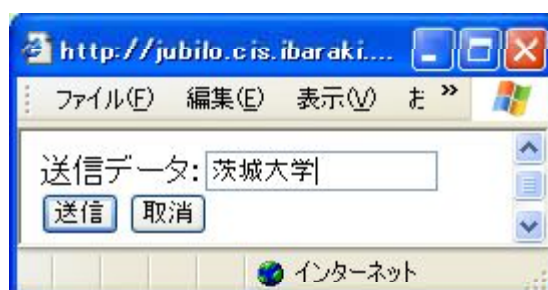 http://jubilo.cis.ibaraki....
ファイル(F) 編集(E) 表示(V) お »
送信データ: 茨城大学
送信 取消
インターネット